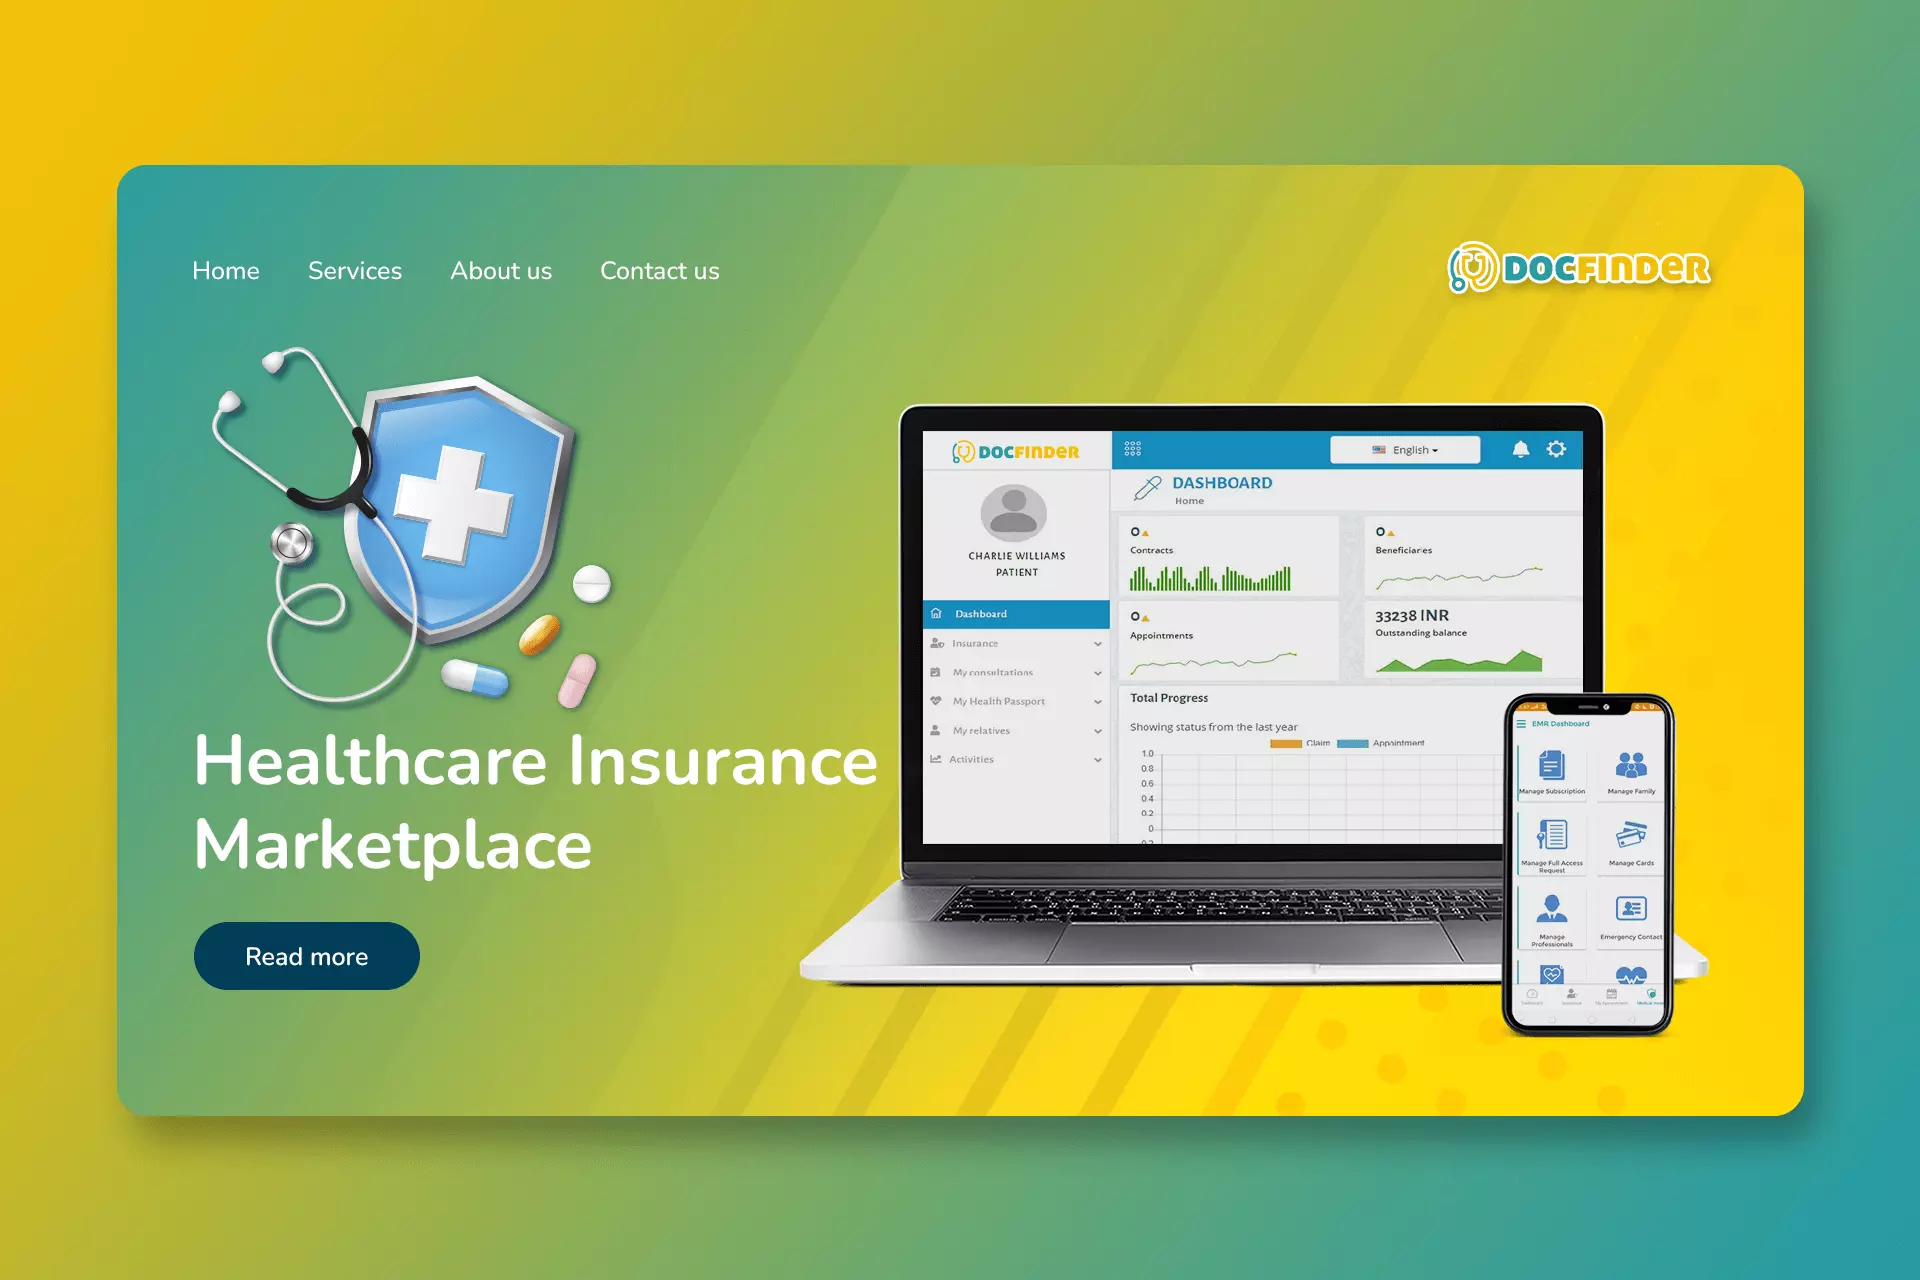 Home Services About us Contact us
DOCFINDER
Healthcare Insurance
Marketplace
Read more
DOCFINDER
English
CHARLIE WILLIAMS
PATIENT
Dashboard
Insurance
My consultations
My Health Passport
My relatives
Activities
DASHBOARD
Home
0
Contracts
0
Beneficiaries
0
Appointments
33238 INR
Outstanding balance
Total Progress
Showing status from the last year
Claim Appointment
1.0
0.8
0.6
0.4
0.2
0
EMR Dashboard
Manage Subscription
Manage Family
Manage Full Access
Request
Manage Cards
Manage
Professionals
Emergency Contact